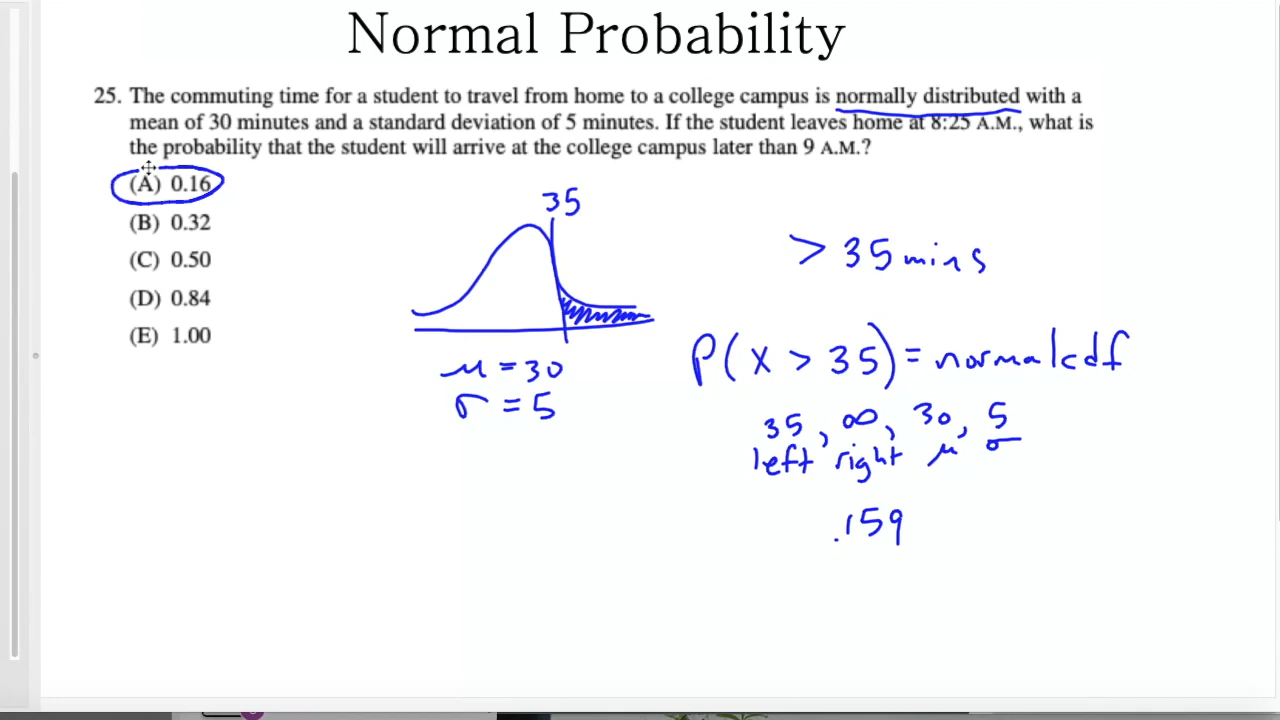 Normal Probability
25. The commuting time for a student to travel from home to a college campus is normally distributed with a
mean of 30 minutes and a standard deviation of 5 minutes. If the student leaves home at 8:25 A.M., what is
the probability that the student will arrive at the college campus later than 9 A.M.?
(A) 0.16
(B) 0.32
(C) 0.50
(D) 0.84
(E) 1.00
35
μ = 30
σ = 5
> 35 mins
P(x > 35) = normalcdf
35, ∞, 30, 5
left right μ σ
.159